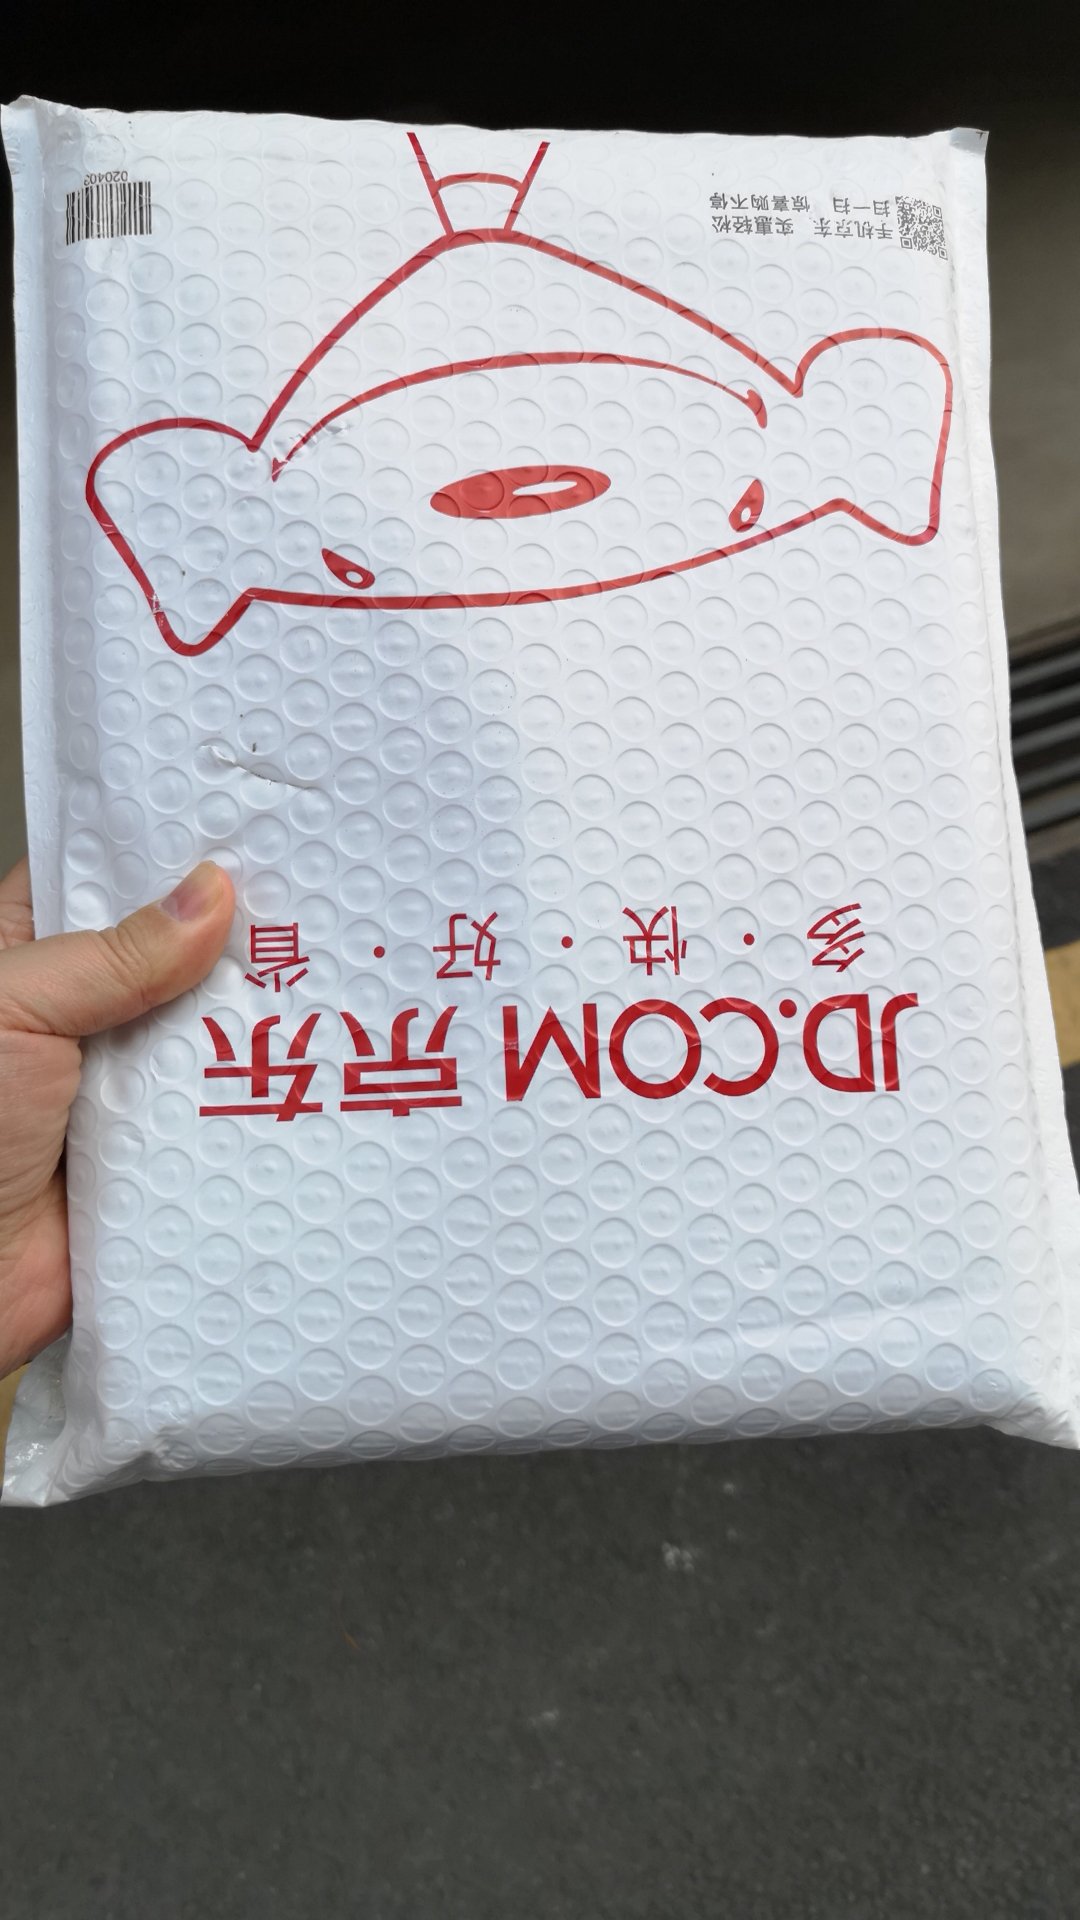 JD.COM 京东
多·快·好·省
手机京东 实惠轻松
扫一扫 惊喜购不停
020403